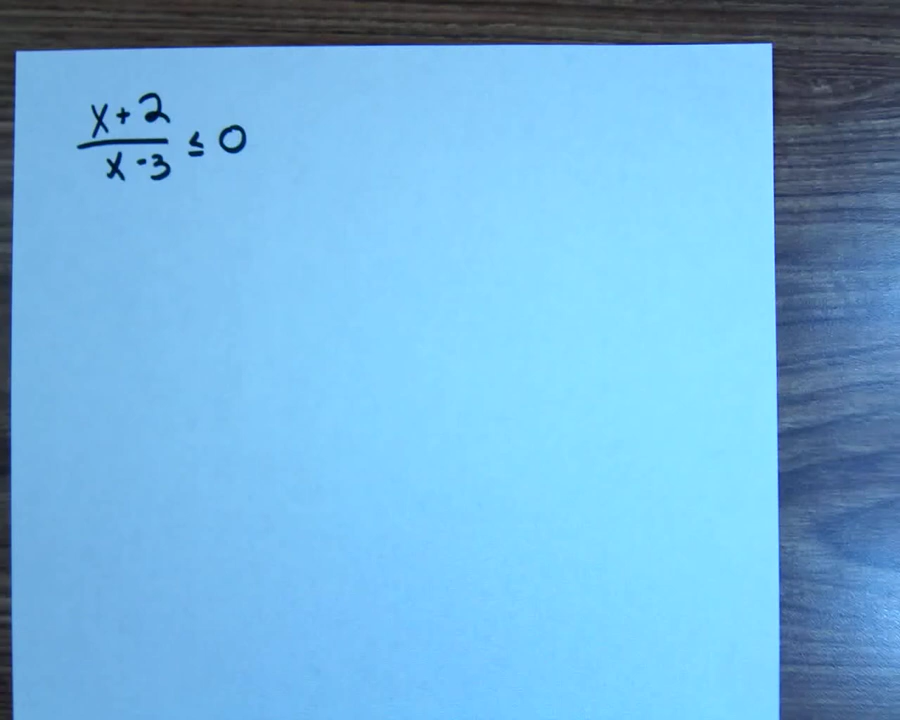 x + 2
x - 3 ≤ 0